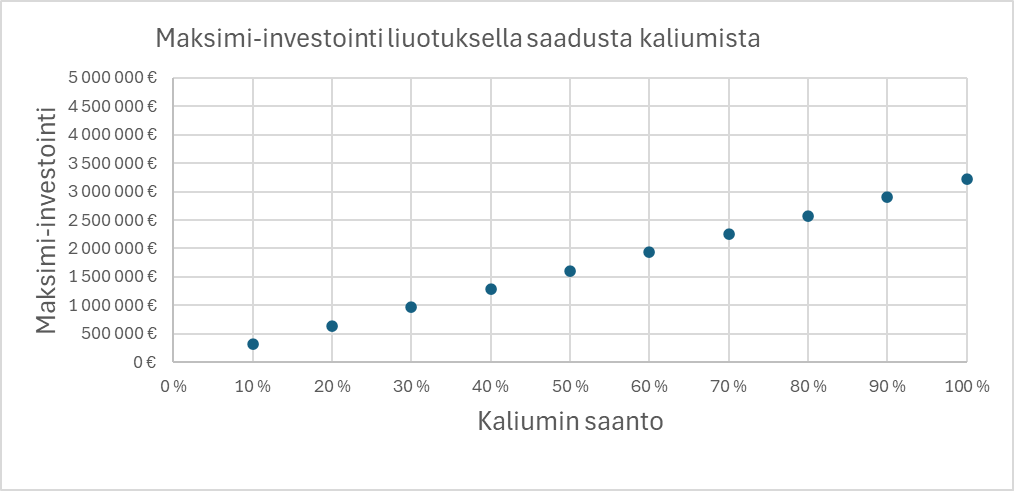 Maksimi-investointi liuotuksella saadusta kaliumista
Maksimi-investointi
5 000 000 €
4 500 000 €
4 000 000 €
3 500 000 €
3 000 000 €
2 500 000 €
2 000 000 €
1 500 000 €
1 000 000 €
500 000 €
0 €
0 % 10 % 20 % 30 % 40 % 50 % 60 % 70 % 80 % 90 % 100 %
Kaliumin saanto